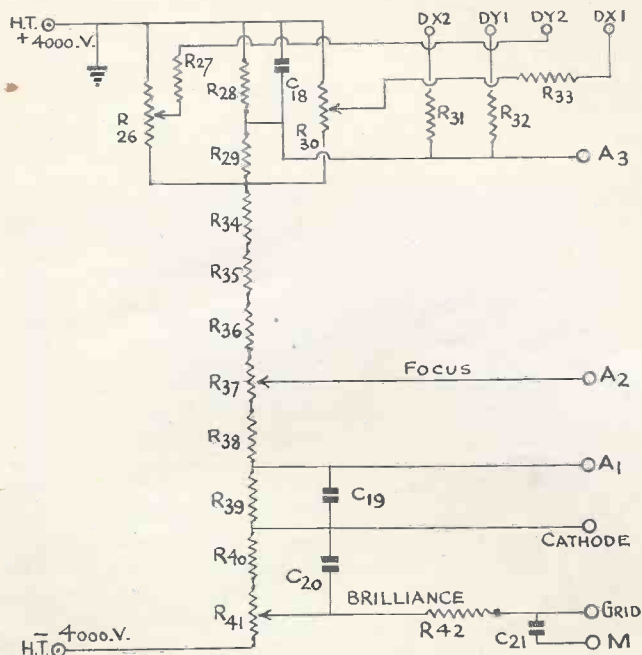 H.T.
+ 4000.V.
DX2 DY1 DY2 DX1
R27
R28
C18
R26
R30
R31
R32
R33
R29
A3
R34
R35
R36
R37
FOCUS
A2
R38
A1
R39
C19
CATHODE
R40
C20
BRILLIANCE
R41
R42
GRID
C21
M
H.T. - 4000.V.